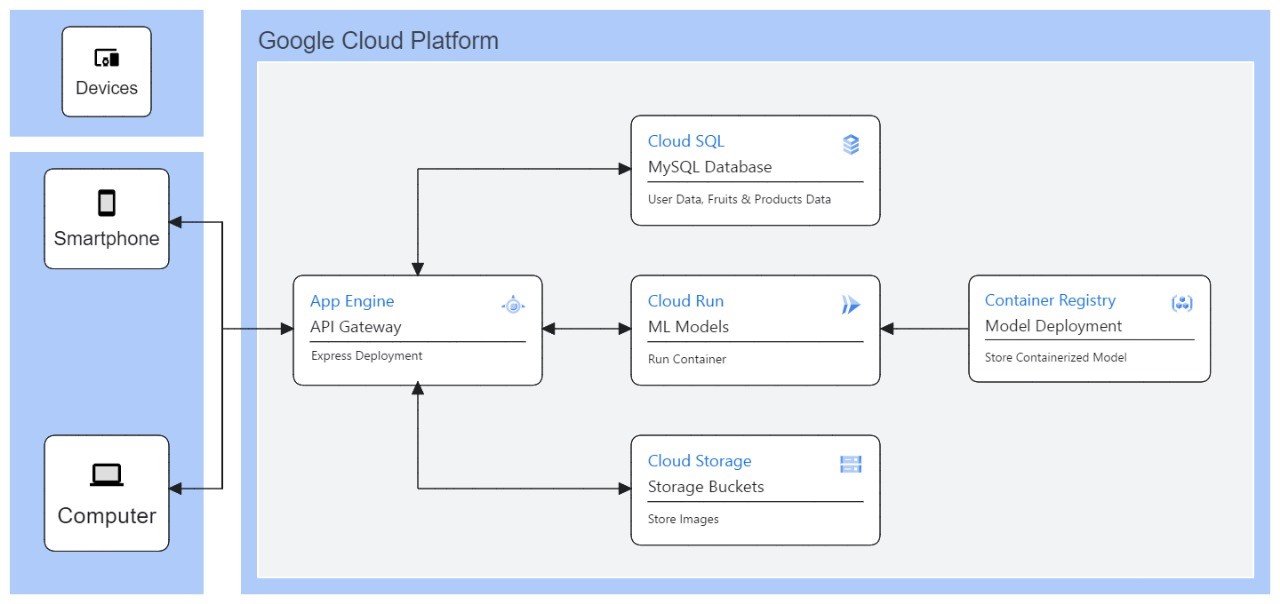 Devices
Smartphone
Computer
Google Cloud Platform
Cloud SQL
MySQL Database
User Data, Fruits & Products Data
App Engine
API Gateway
Express Deployment
Cloud Run
ML Models
Run Container
Container Registry
Model Deployment
Store Containerized Model
Cloud Storage
Storage Buckets
Store Images